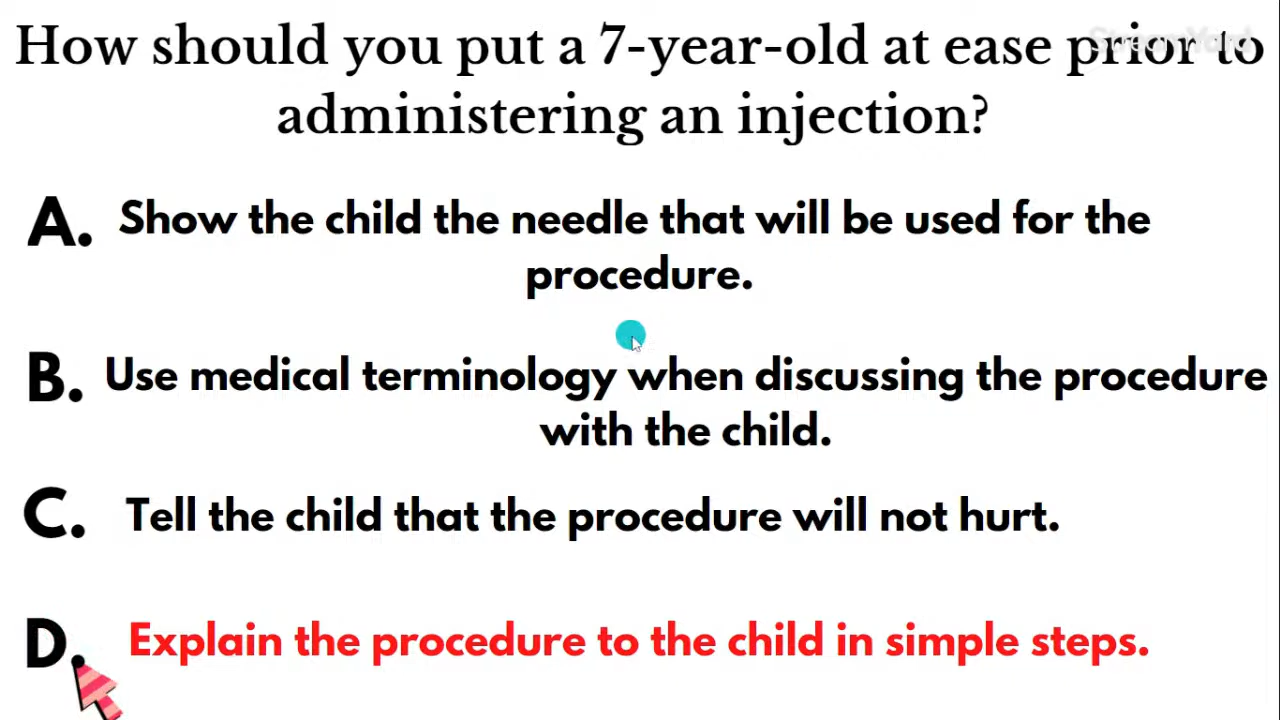 How should you put a 7-year-old at ease prior to
administering an injection?
StreamYard
A. Show the child the needle that will be used for the
procedure.
B. Use medical terminology when discussing the procedure
with the child.
C. Tell the child that the procedure will not hurt.
D. Explain the procedure to the child in simple steps.